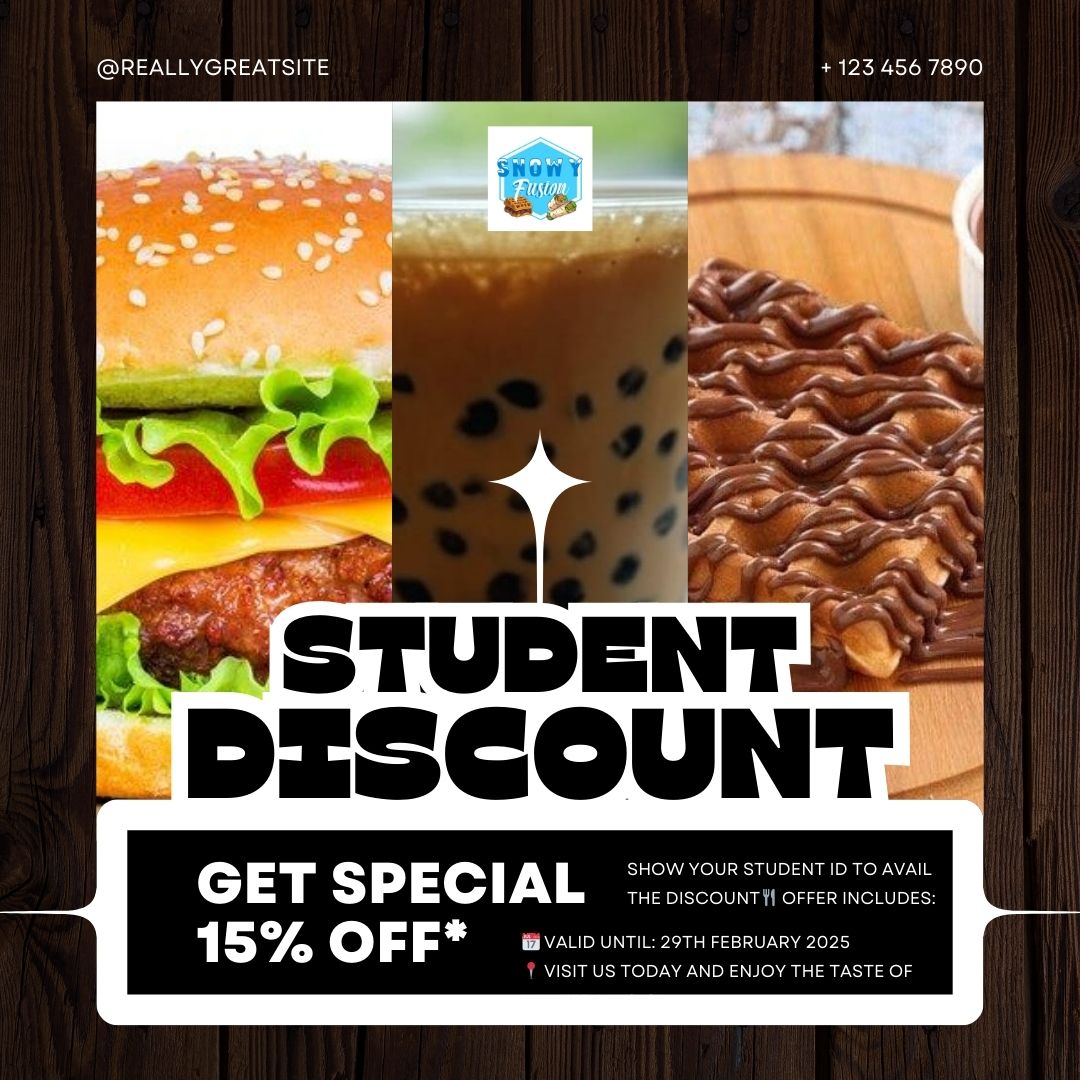 @REALLYGREATSITE
+ 123 456 7890
SNOWY
Fusion
STUDENT
DISCOUNT
GET SPECIAL
15% OFF*
SHOW YOUR STUDENT ID TO AVAIL
THE DISCOUNT🍴 OFFER INCLUDES:
📅 VALID UNTIL: 29TH FEBRUARY 2025
📍 VISIT US TODAY AND ENJOY THE TASTE OF